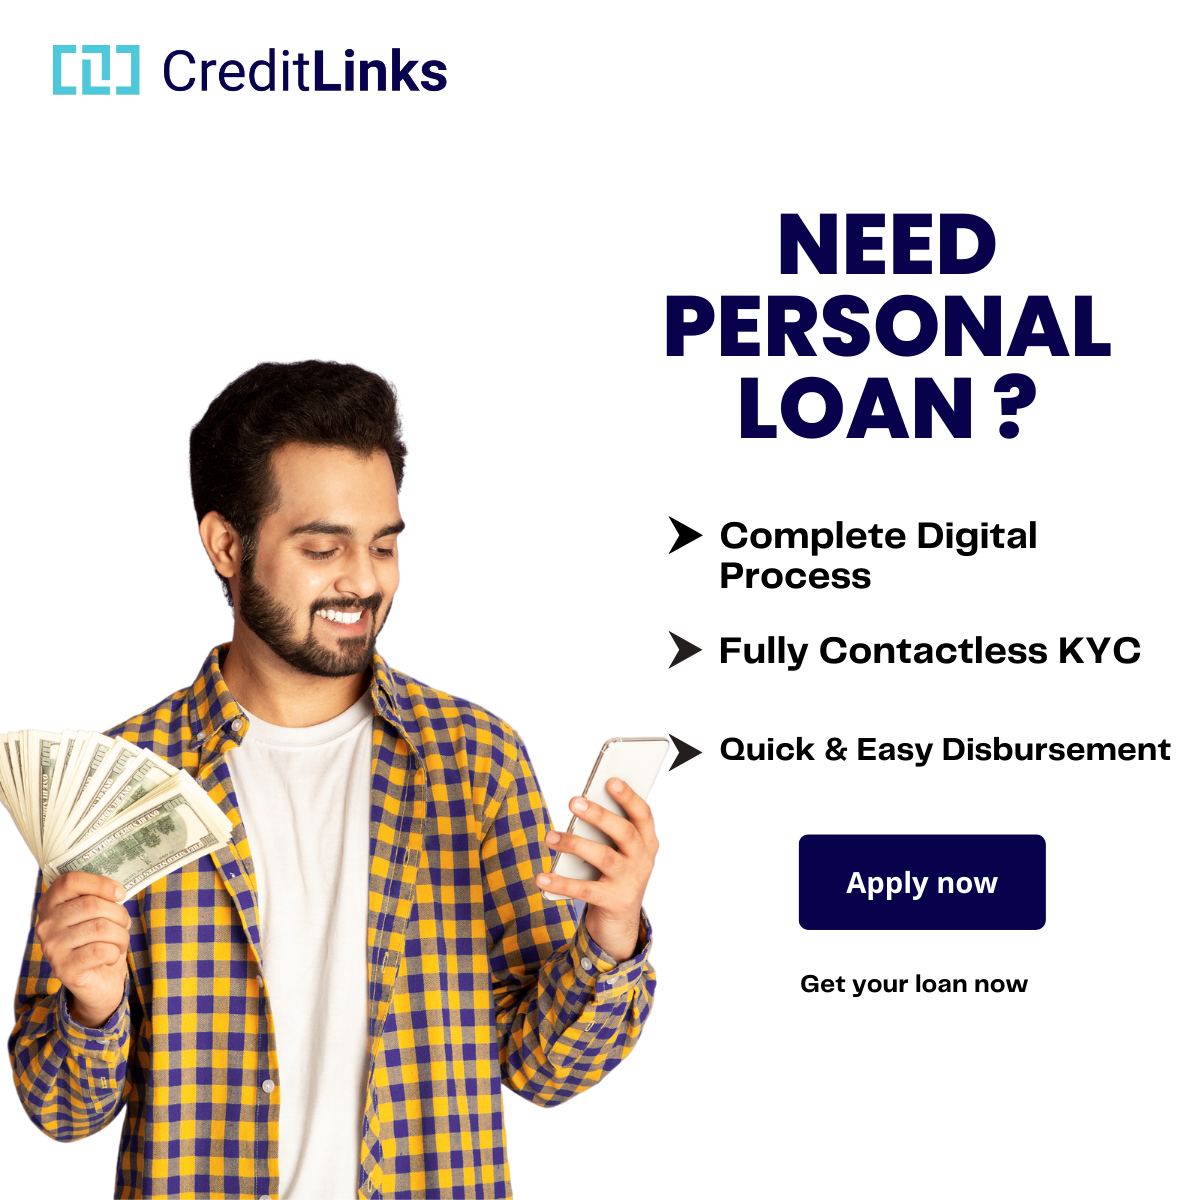 CreditLinks
NEED
PERSONAL
LOAN ?
Complete Digital
Process
Fully Contactless KYC
Quick & Easy Disbursement
Apply now
Get your loan now